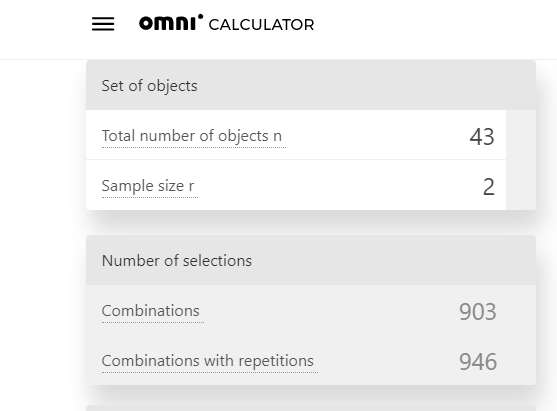 omni CALCULATOR
Set of objects
Total number of objects n 43
Sample size r 2
Number of selections
Combinations 903
Combinations with repetitions 946